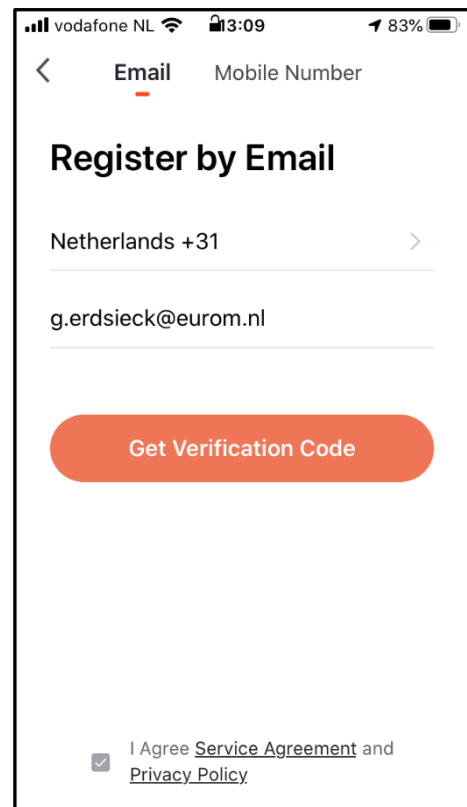 vodafone NL 13:09 83%
Email Mobile Number
Register by Email
Netherlands +31
g.erdsieck@eurom.nl
Get Verification Code
I Agree Service Agreement and
Privacy Policy